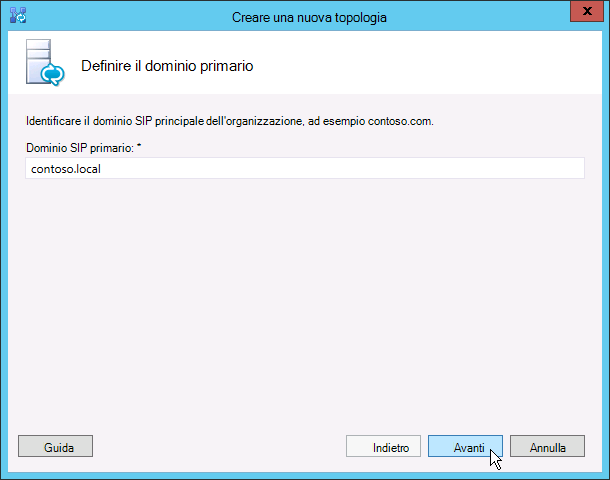 Creare una nuova topologia
x
Definire il dominio primario
Identificare il dominio SIP principale dell'organizzazione, ad esempio contoso.com.
Dominio SIP primario: *
contoso.local
Guida
Indietro
Avanti
Annulla